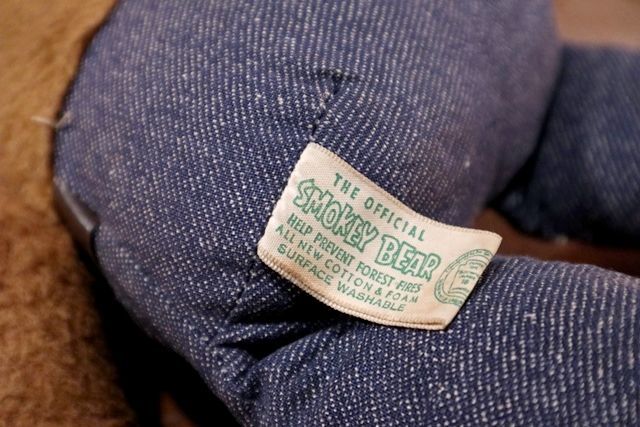 THE OFFICIAL
SMOKEY BEAR
HELP PREVENT FOREST FIRES
ALL NEW COTTON & FOAM
SURFACE WASHABLE